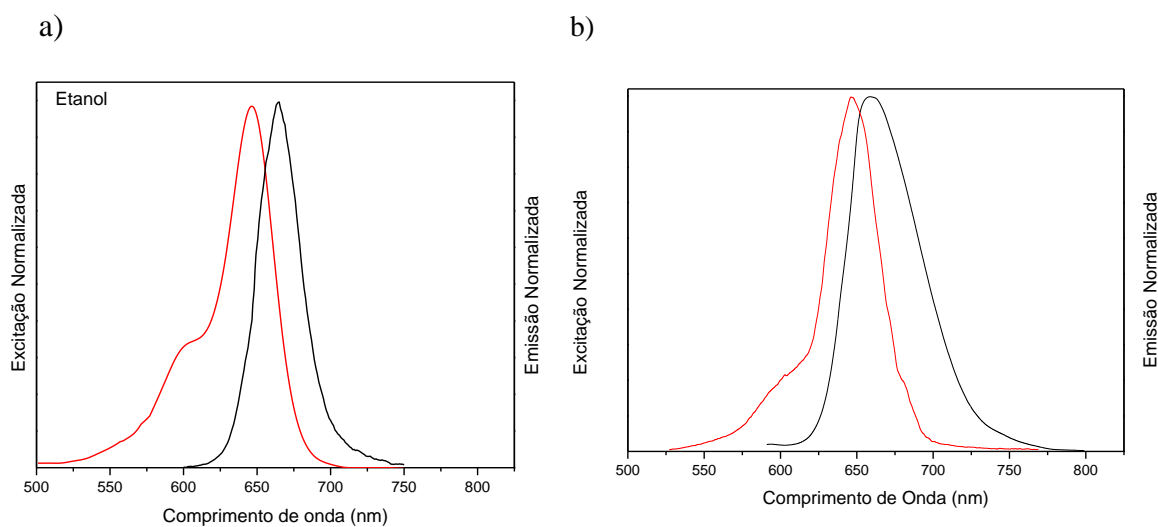 a)
Etanol
Excitação Normalizada
Emissão Normalizada
500 550 600 650 700 750 800
Comprimento de onda (nm)
b)
Excitação Normalizada
Emissão Normalizada
500 550 600 650 700 750 800
Comprimento de Onda (nm)